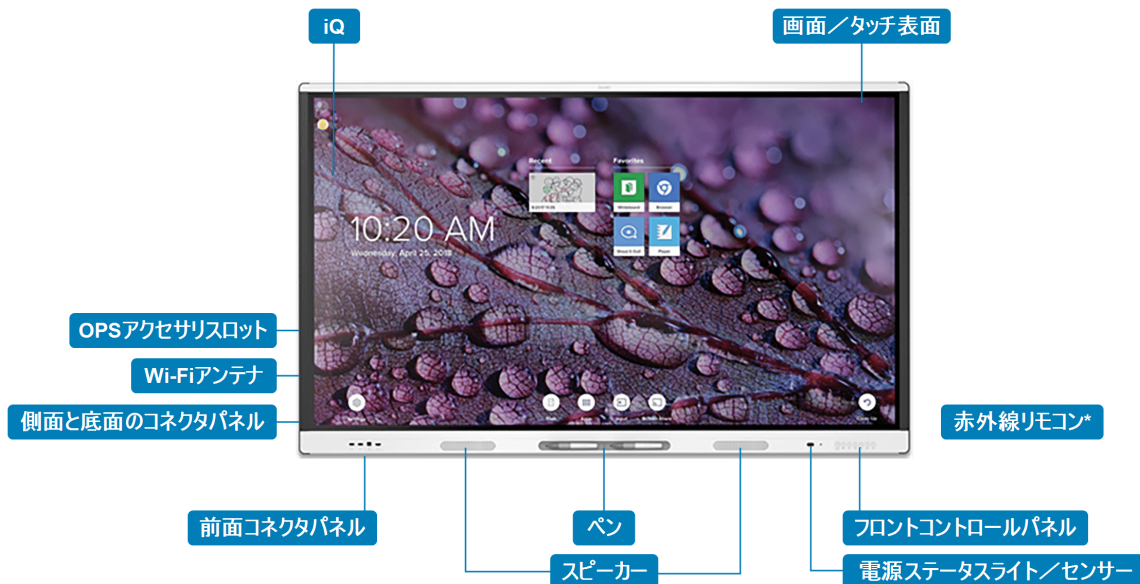 iQ
画面／タッチ表面
Recent
Favorites
Whiteboard
Browser
10:20 AM
Wednesday, April 25, 2018
Player
OPSアクセサリスロット
Wi-Fiアンテナ
側面と底面のコネクタパネル
赤外線リモコン*
前面コネクタパネル
ペン
フロントコントロールパネル
スピーカー
電源ステータスライト／センサー